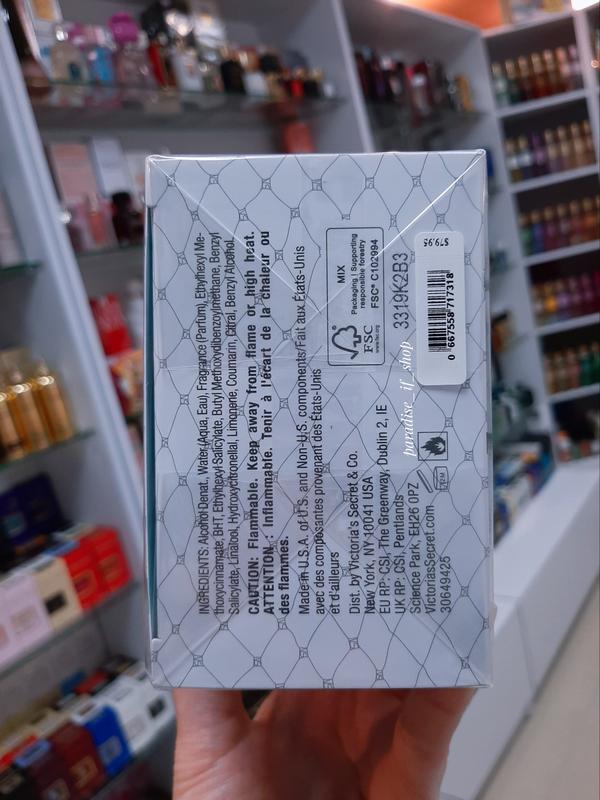 INGREDIENTS: Alcohol Denat., Water (Aqua, Eau), Fragrance (Parfum), Ethylhexyl Me-
thoxycinnamate, BHT, Ethylhexyl Salicylate, Butyl Methoxydibenzoylmethane, Benzyl
Salicylate, Linalool, Hydroxycitronellal, Limonene, Coumarin, Citral, Benzyl Alcohol.
CAUTION: Flammable. Keep away from flame or high heat.
ATTENTION : Inflammable. Tenir à l'écart de la chaleur ou
des flammes.
Made in U.S.A. of U.S. and Non-U.S. components/Fait aux États-Unis
avec des composantes provenant des États-Unis
et d'ailleurs
Dist. by Victoria's Secret & Co.
New York, NY 10041 USA
EU RP: CSI, The Greenway, Dublin 2, IE
UK RP: CSI, Pentlands
Science Park, EH26 0PZ
VictoriasSecret.com
30649425
FSC
MIX
Packaging | Supporting
responsible forestry
FSC® C102994
3319K2B3
paradise_if_shop
$79.95
0 667558 717318